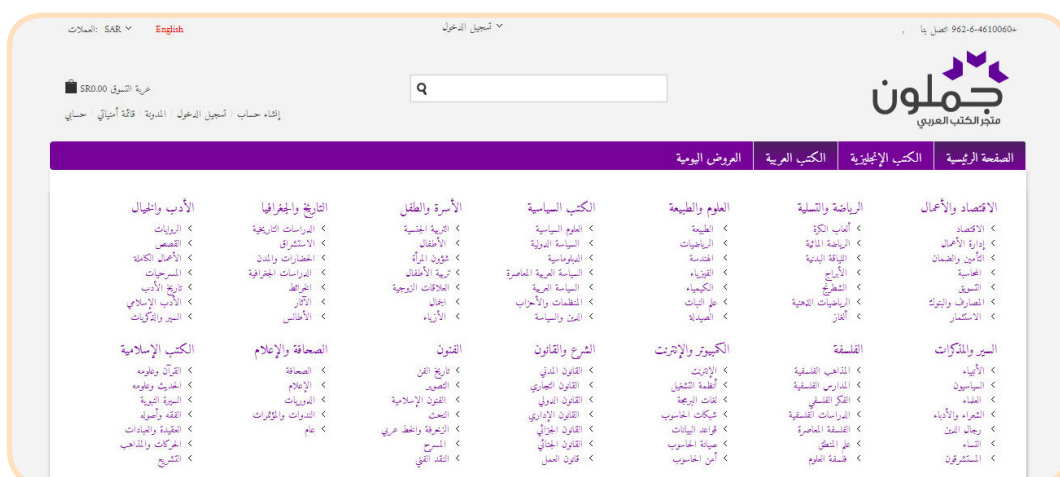 +962-6-4610060 اتصل بنا ,
تسجيل الدخول
English
العملات: SAR
جملون
متجر الكتب العربي
عربة التسوق SR0.00
إنشاء حساب | تسجيل الدخول | المدونة | قائمة أمنياتي | حسابي
الصفحة الرئيسية
الكتب الإنجليزية
الكتب العربية
العروض اليومية
الاقتصاد والأعمال
الاقتصاد
إدارة الأعمال
التأمين والضمان
المحاسبة
التسويق
المصارف والبنوك
الاستثمار
الرياضة والتسلية
ألعاب الكرة
الرياضة المائية
اللياقة البدنية
الأبراج
الشطرنج
الرياضيات الذهنية
ألغاز
العلوم والطبيعة
الطبيعة
الرياضيات
الهندسة
الفيزياء
الكيمياء
علم النبات
الصيدلة
الكتب السياسية
العلوم السياسية
السياسة الدولية
الدبلوماسية
السياسة العربية المعاصرة
السياسة العربية
المنظمات والأحزاب
الدين والسياسة
الأسرة والطفل
التربية الجنسية
الأطفال
شؤون المرأة
تربية الأطفال
العلاقات الزوجية
الجمال
الأزياء
التاريخ والجغرافيا
الدراسات التاريخية
الاستشراق
الحضارات والمدن
الدراسات الجغرافية
الخرائط
الآثار
الأطالس
الأدب والخيال
الروايات
القصص
الأعمال الكاملة
المسرحيات
تاريخ الأدب
الأدب الإسلامي
السير والذكريات
السير والمذكرات
الأنبياء
السياسيون
العلماء
الشعراء والأدباء
رجال الدين
النساء
المستشرقون
الفلسفة
المذاهب الفلسفية
المدارس الفلسفية
الفكر الفلسفي
الدراسات الفلسفية
الفلسفة المعاصرة
علم المنطق
فلسفة العلوم
الكمبيوتر والإنترنت
الإنترنت
أنظمة التشغيل
لغات البرمجة
شبكات الحاسوب
قواعد البيانات
صيانة الحاسوب
أمن الحاسوب
الشرع والقانون
القانون المدني
القانون التجاري
القانون الدولي
القانون الإداري
القانون الجزائي
القانون الجنائي
قانون العمل
الفنون
تاريخ الفن
التصوير
الفنون الإسلامية
النحت
الزخرفة والخط عربي
المسرح
النقد الفني
الصحافة والإعلام
الصحافة
الإعلام
الدوريات
الندوات والمؤتمرات
عام
الكتب الإسلامية
القرآن وعلومه
الحديث وعلومه
السيرة النبوية
الفقه وأصوله
العقيدة والعبادات
الحركات والمذاهب
التشريع